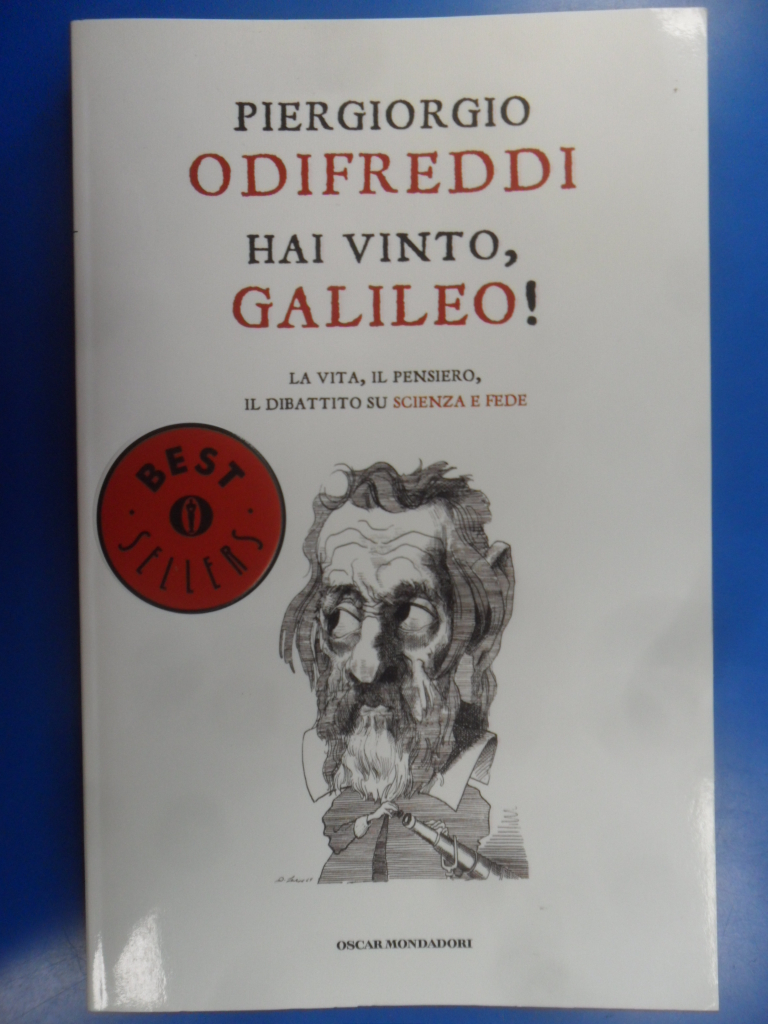 PIERGIORGIO
ODIFREDDI
HAI VINTO,
GALILEO!
LA VITA, IL PENSIERO,
IL DIBATTITO SU SCIENZA E FEDE
BEST
SELLERS
OSCAR MONDADORI